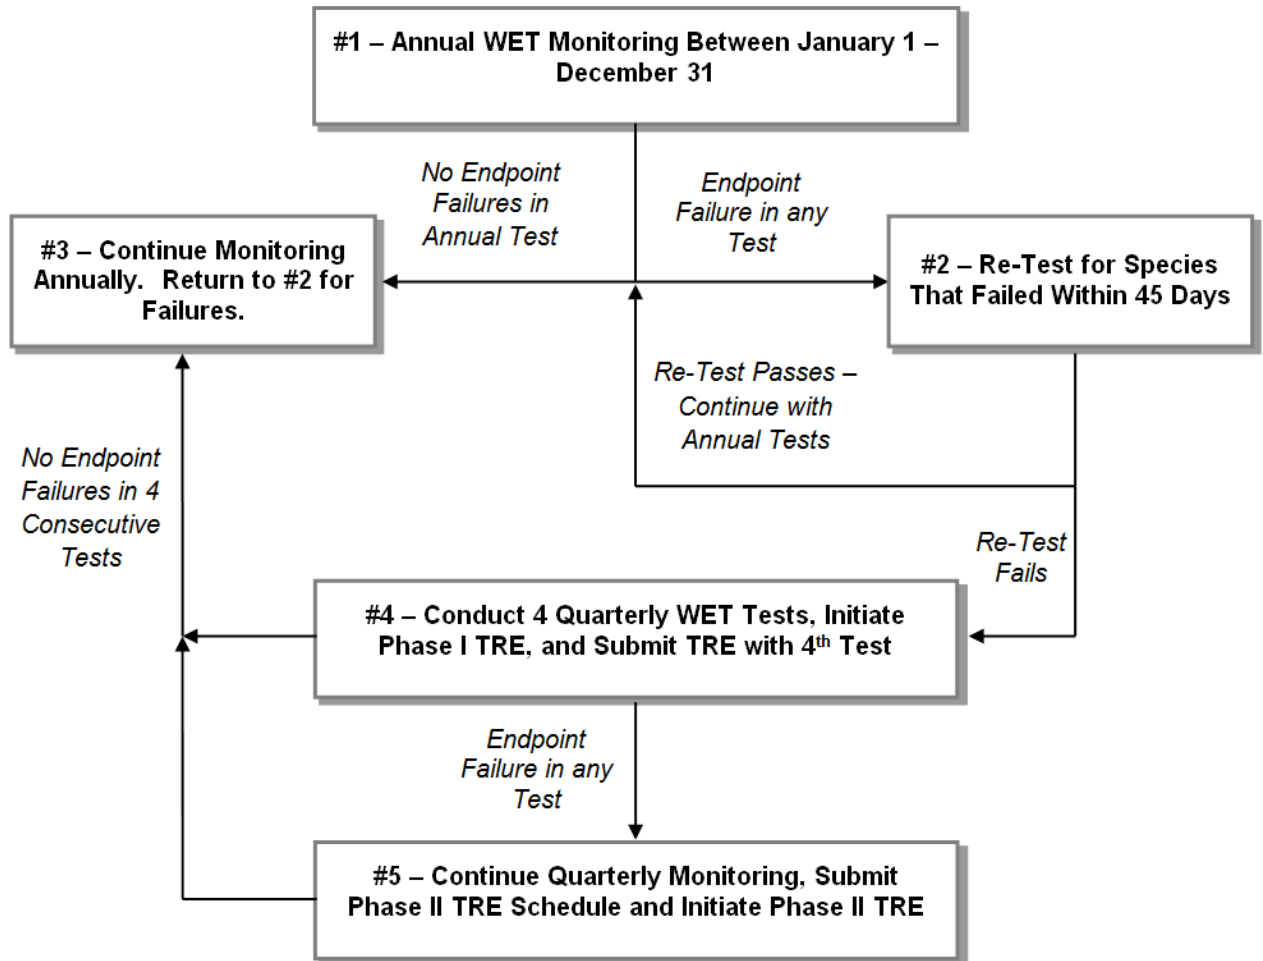 #1 – Annual WET Monitoring Between January 1 –
December 31
No Endpoint
Failures in
Annual Test
Endpoint
Failure in any
Test
#3 – Continue Monitoring
Annually.  Return to #2 for
Failures.
#2 – Re-Test for Species
That Failed Within 45 Days
Re-Test Passes –
Continue with
Annual Tests
No Endpoint
Failures in 4
Consecutive
Tests
Re-Test
Fails
#4 – Conduct 4 Quarterly WET Tests, Initiate
Phase I TRE, and Submit TRE with 4th Test
Endpoint
Failure in any
Test
#5 – Continue Quarterly Monitoring, Submit
Phase II TRE Schedule and Initiate Phase II TRE